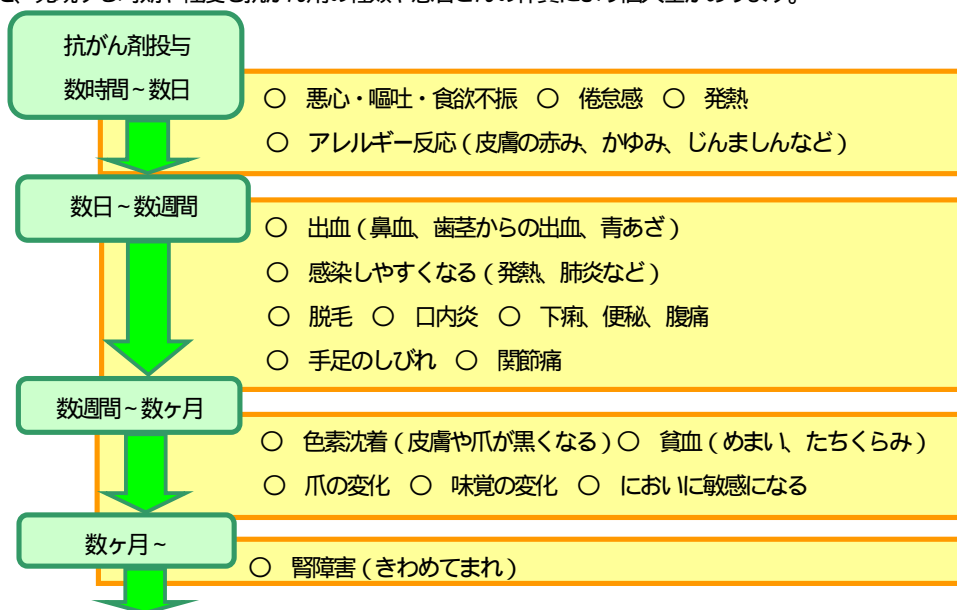 抗がん剤投与
数時間~数日
○ 悪心・嘔吐・食欲不振 ○ 倦怠感 ○ 発熱
○ アレルギー反応(皮膚の赤み、かゆみ、じんましんなど)
数日~数週間
○ 出血(鼻血、歯茎からの出血、青あざ)
○ 感染しやすくなる(発熱、肺炎など)
○ 脱毛 ○ 口内炎 ○ 下痢、便秘、腹痛
○ 手足のしびれ ○ 関節痛
数週間~数ヶ月
○ 色素沈着(皮膚や爪が黒くなる)○ 貧血(めまい、たちくらみ)
○ 爪の変化 ○ 味覚の変化 ○ においに敏感になる
数ヶ月~
○ 腎障害(きわめてまれ)